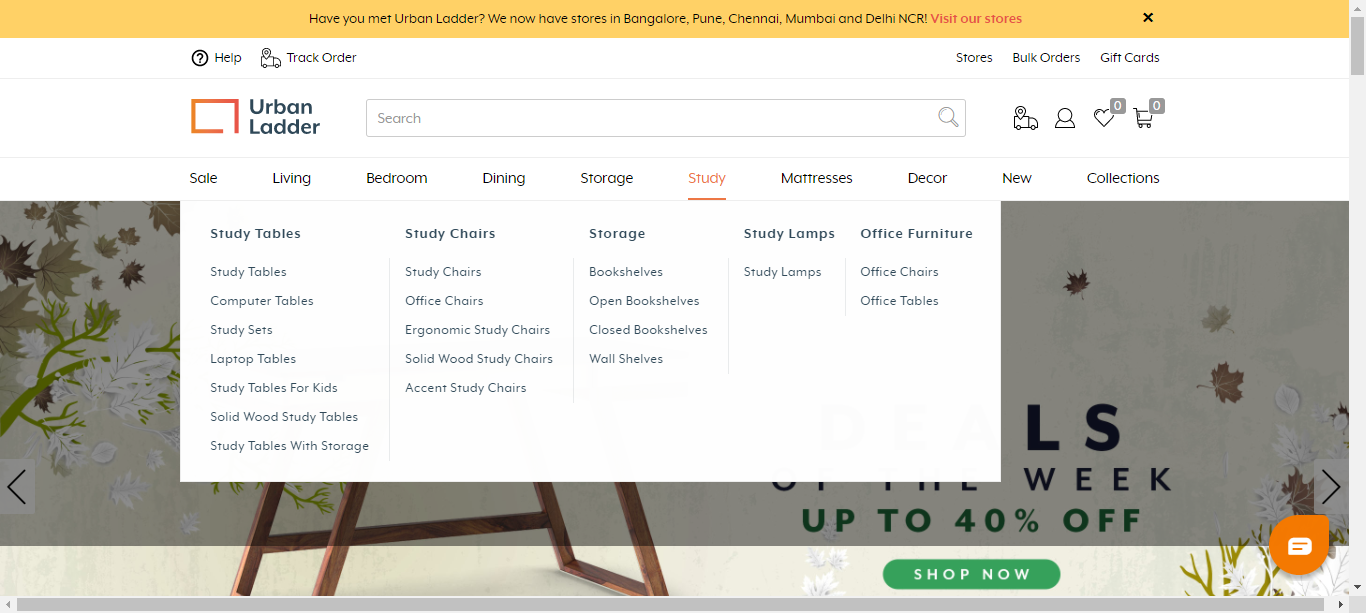 Have you met Urban Ladder? We now have stores in Bangalore, Pune, Chennai, Mumbai and Delhi NCR! Visit our stores
Help Track Order Stores Bulk Orders Gift Cards
Urban
Ladder
Search
0 0
Sale Living Bedroom Dining Storage Study Mattresses Decor New Collections
Study Tables
Study Tables
Computer Tables
Study Sets
Laptop Tables
Study Tables For Kids
Solid Wood Study Tables
Study Tables With Storage
Study Chairs
Study Chairs
Office Chairs
Ergonomic Study Chairs
Solid Wood Study Chairs
Accent Study Chairs
Storage
Bookshelves
Open Bookshelves
Closed Bookshelves
Wall Shelves
Study Lamps
Study Lamps
Office Furniture
Office Chairs
Office Tables
DEALS
OF THE WEEK
UP TO 40% OFF
SHOP NOW